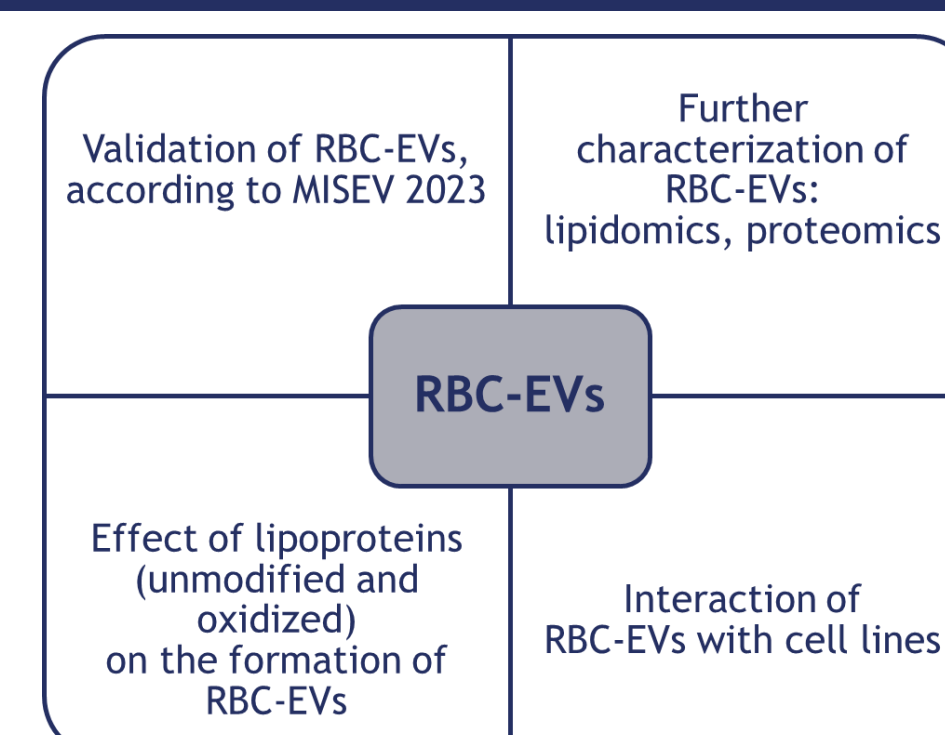 Validation of RBC-EVs,
according to MISEV 2023
Further
characterization of
RBC-EVs:
lipidomics, proteomics
RBC-EVs
Effect of lipoproteins
(unmodified and
oxidized)
on the formation of
RBC-EVs
Interaction of
RBC-EVs with cell lines